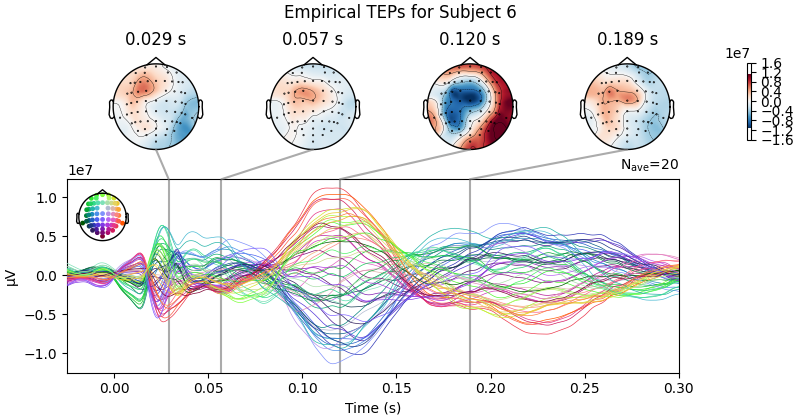 Empirical TEPs for Subject 6
0.029 s
0.057 s
0.120 s
0.189 s
1e7
1.6
1.2
0.8
0.4
0.0
−0.4
−0.8
−1.2
−1.6
Nave=20
1e7
1.0
0.5
0.0
−0.5
−1.0
µV
0.00
0.05
0.10
0.15
0.20
0.25
0.30
Time (s)